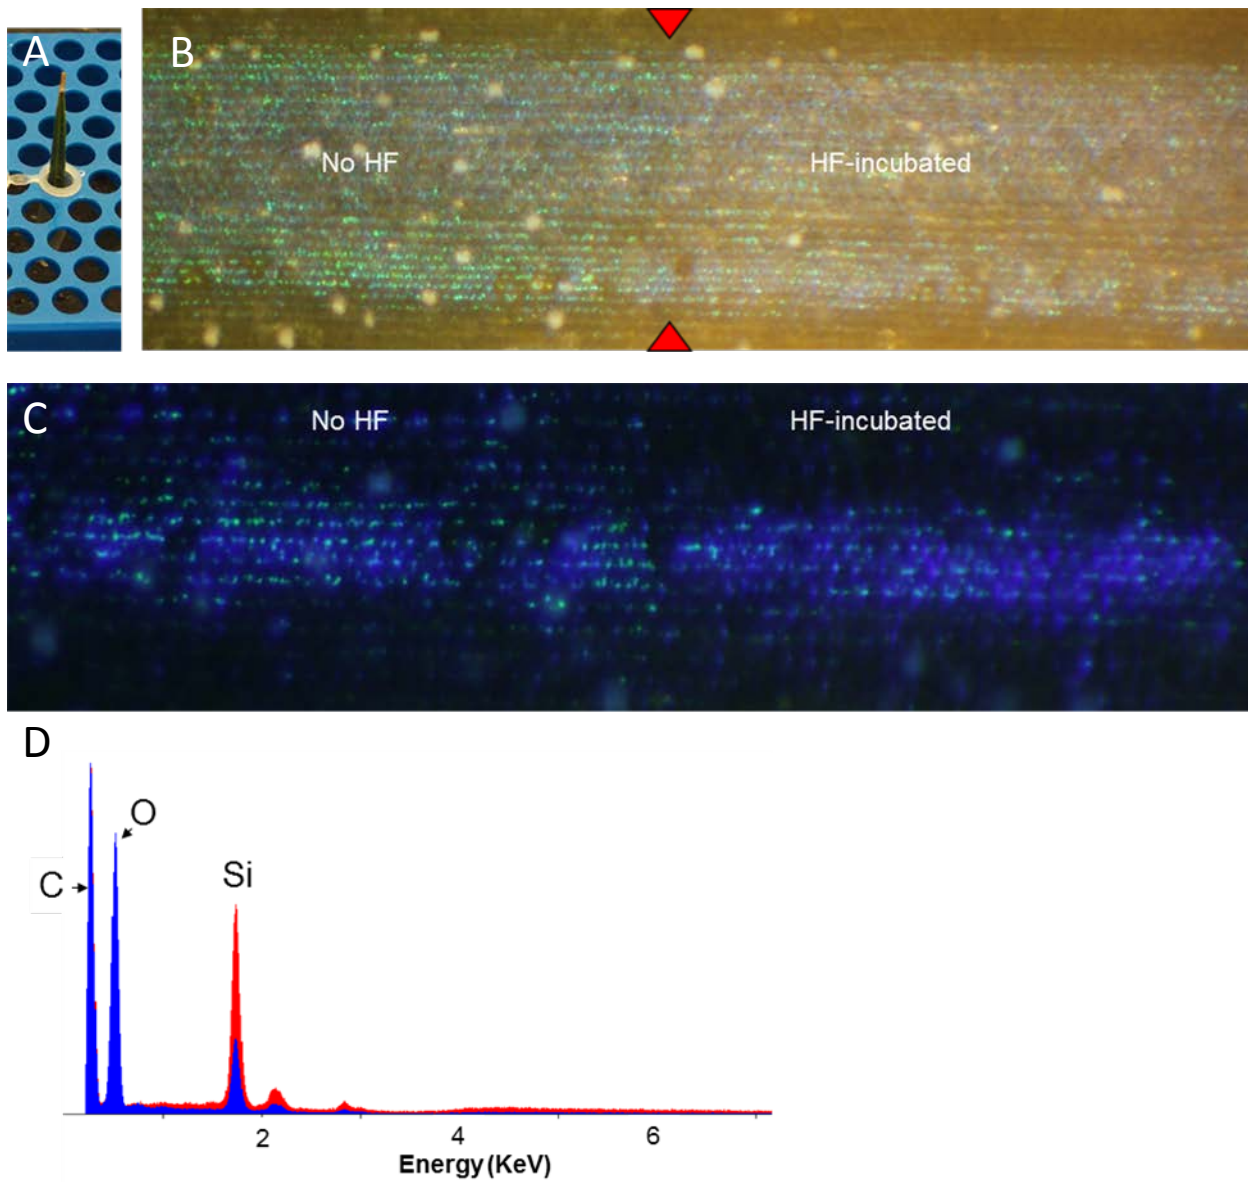 A
B
No HF
HF-incubated
C
No HF
HF-incubated
D
O
Si
C
2
4
6
Energy (KeV)